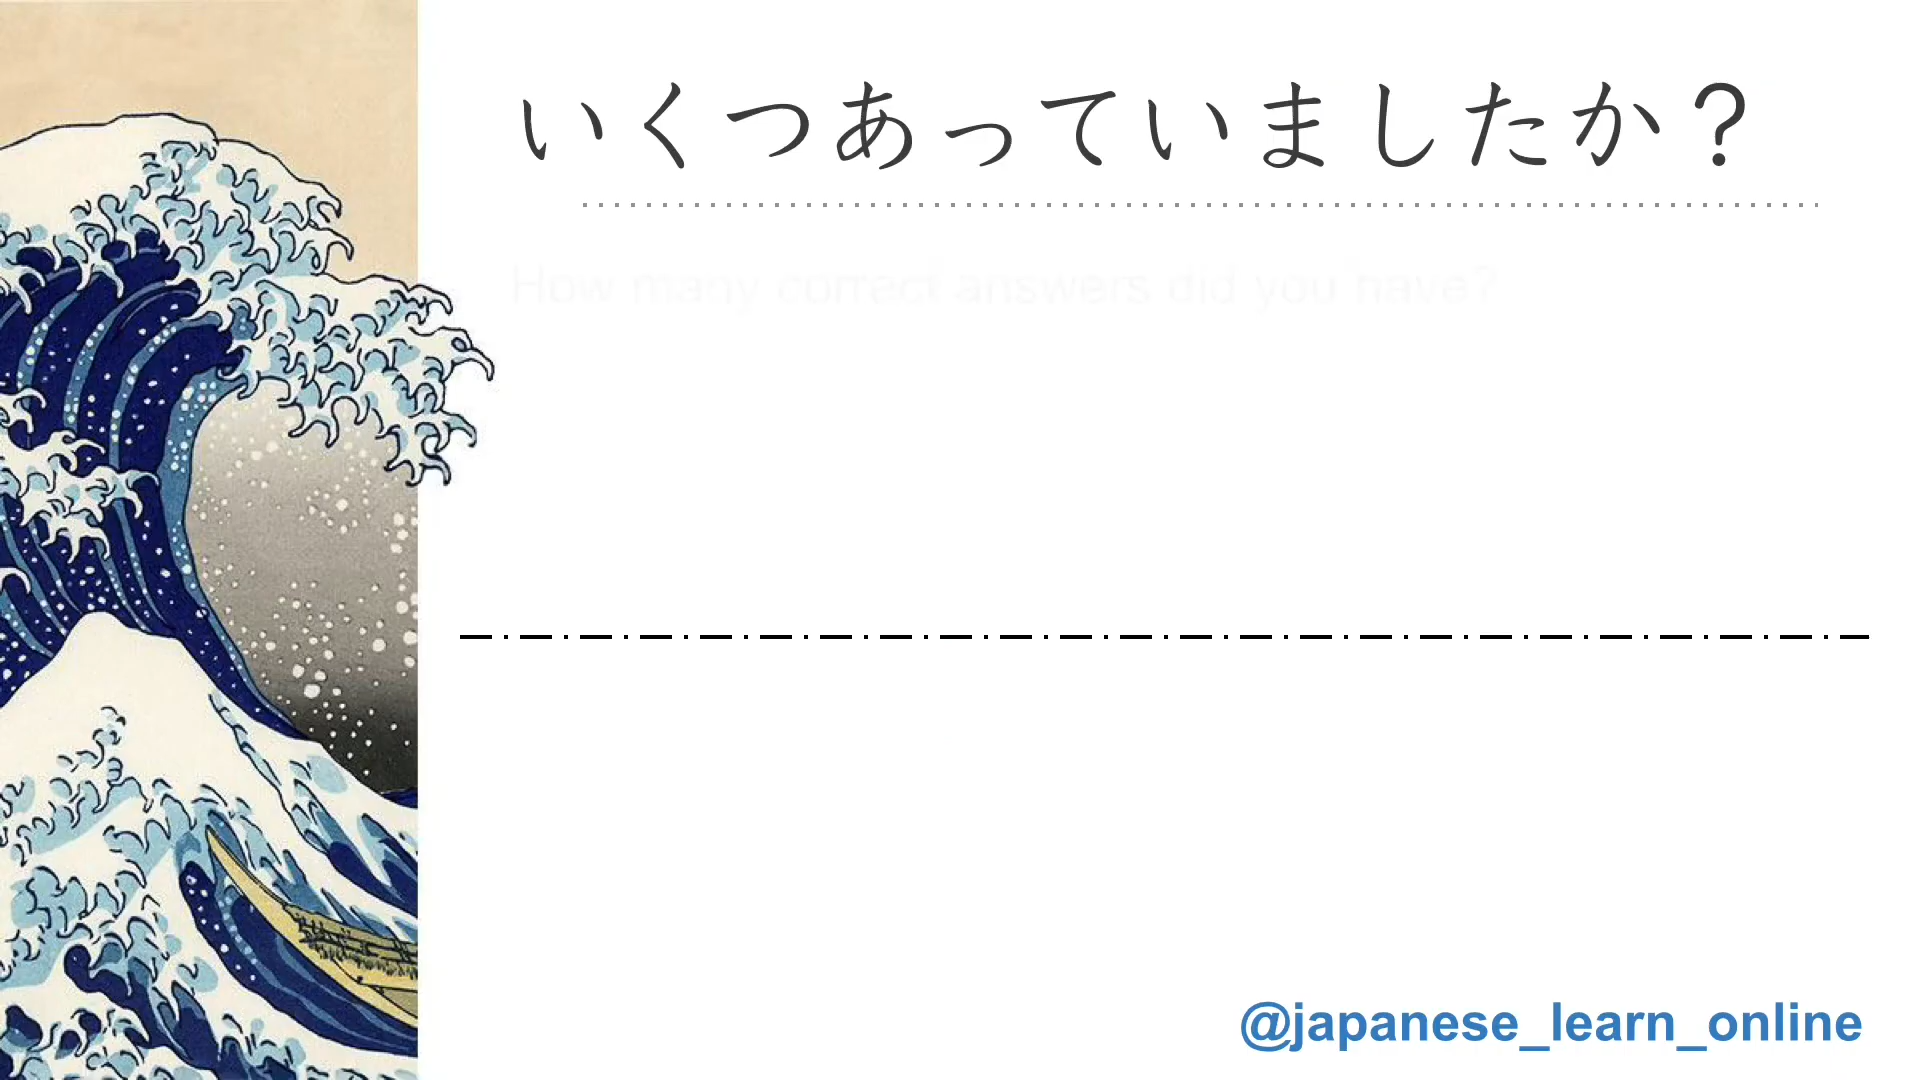 いくつあっていましたか？
How many correct answers did you have?
@japanese_learn_online